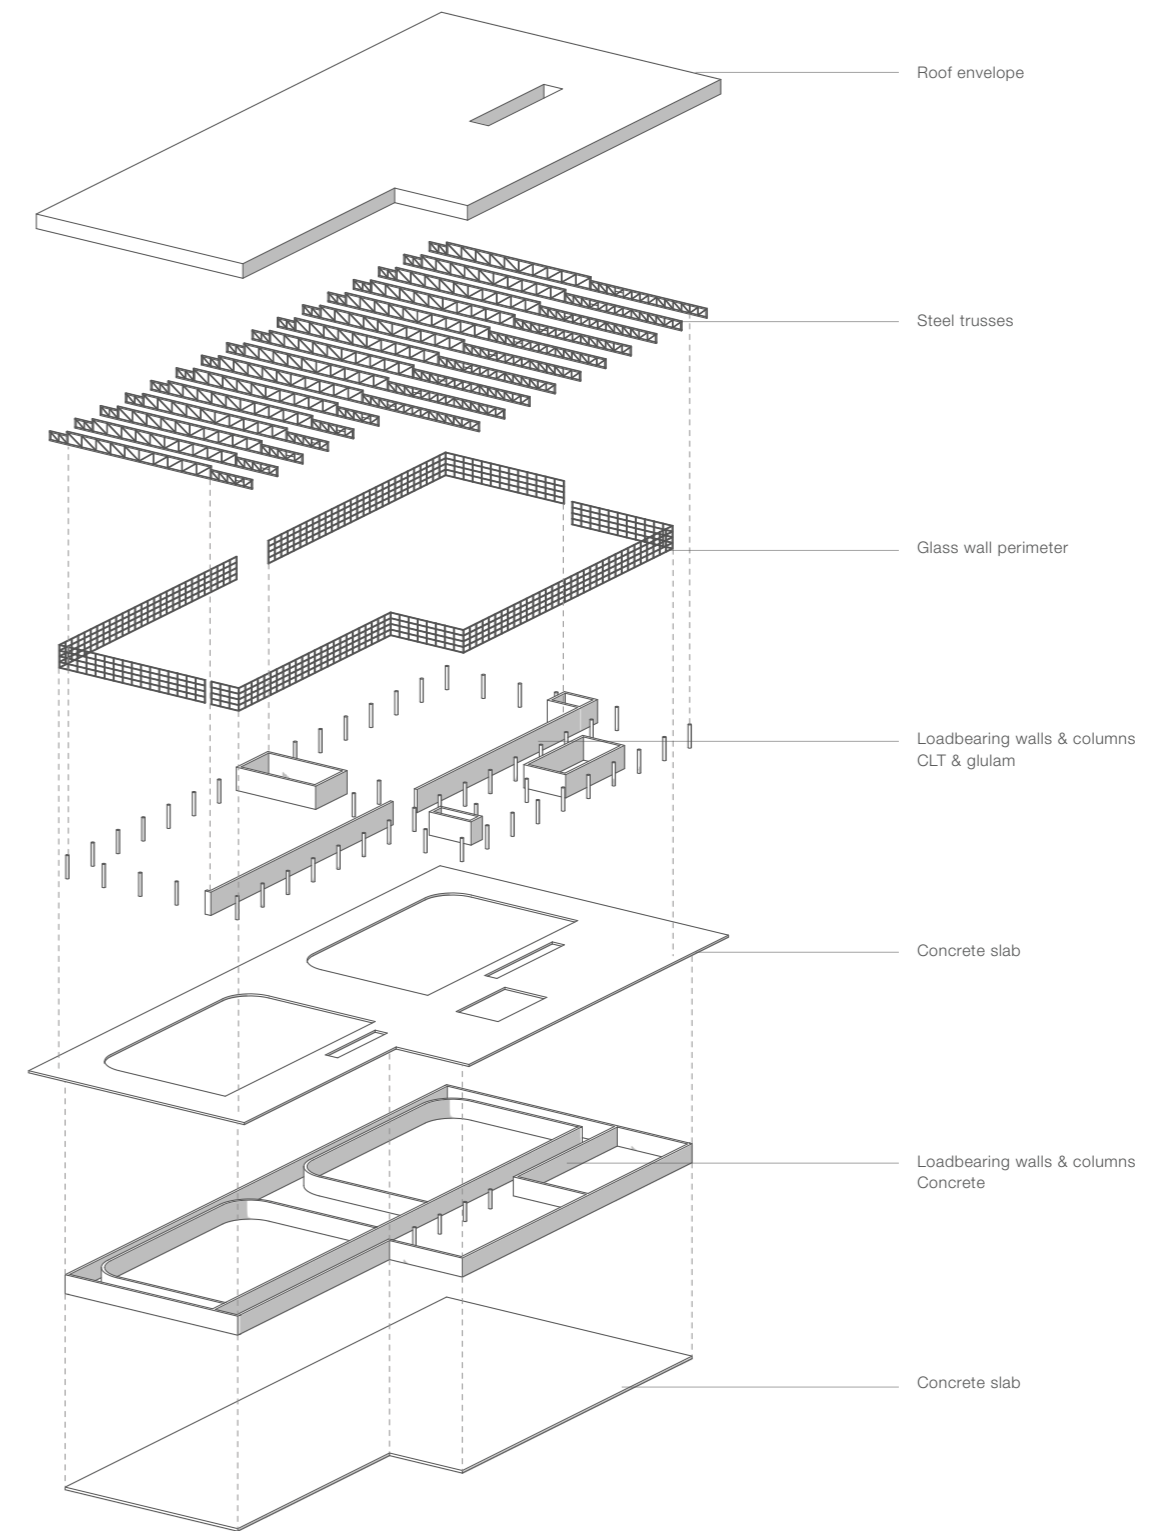 Roof envelope
Steel trusses
Glass wall perimeter
Loadbearing walls & columns
CLT & glulam
Concrete slab
Loadbearing walls & columns
Concrete
Concrete slab